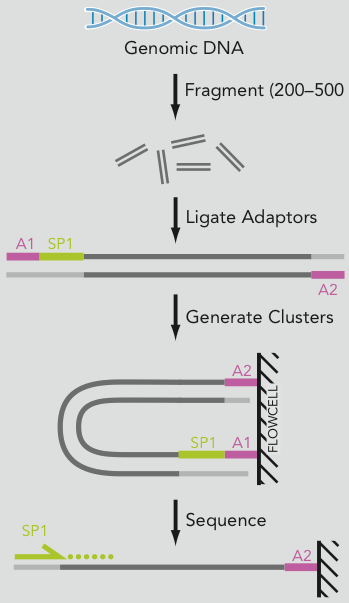 Genomic DNA
Fragment (200–500
Ligate Adaptors
A1 SP1
A2
Generate Clusters
A2
FLOWCELL
SP1 A1
Sequence
SP1
A2